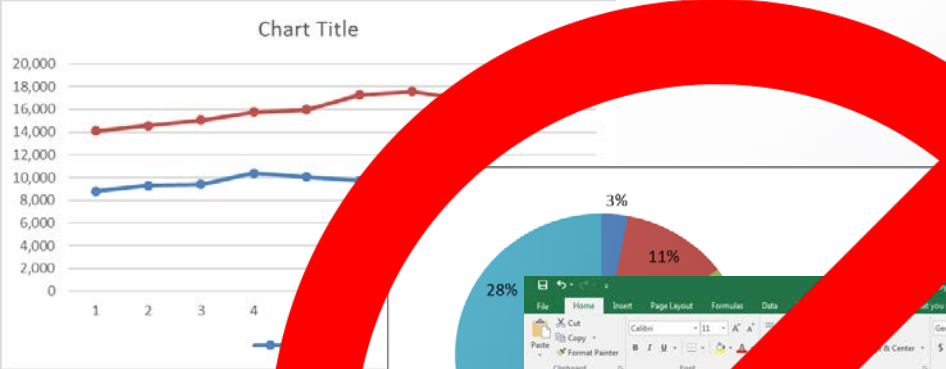 Chart Title
20,000
18,000
16,000
14,000
12,000
10,000
8,000
6,000
4,000
2,000
0
1 2 3 4
3%
11%
28%
File Home Insert Page Layout Formulas Data
Cut
Copy
Format Painter
Paste
Calibri 11
B I U
& Center
$
Clipboard
Font